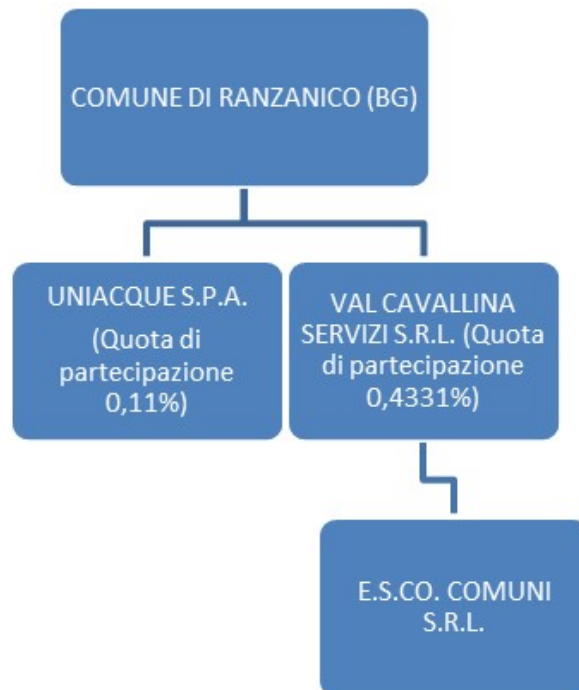 COMUNE DI RANZANICO (BG)
UNIACQUE S.P.A.
(Quota di
partecipazione
0,11%)
VAL CAVALLINA
SERVIZI S.R.L. (Quota
di partecipazione
0,4331%)
E.S.CO. COMUNI
S.R.L.